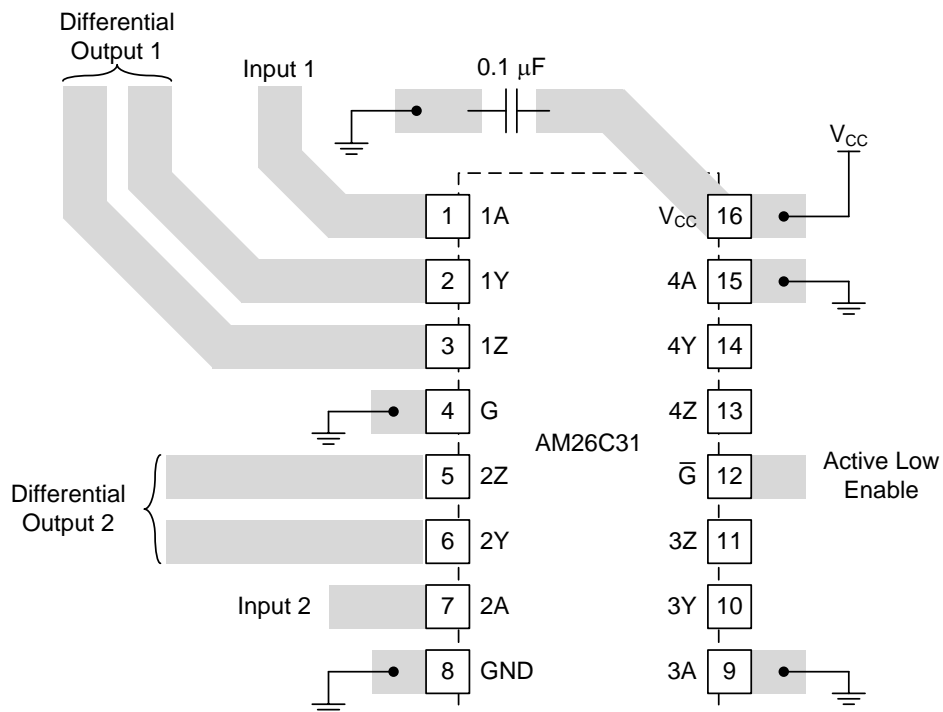 Differential
Output 1
Input 1
0.1 μF
V_CC
1 1A
V_CC 16
2 1Y
4A 15
3 1Z
4Y 14
4 G
4Z 13
AM26C31
Differential
Output 2
5 2Z
G̅ 12
Active Low
Enable
6 2Y
3Z 11
Input 2
7 2A
3Y 10
8 GND
3A 9